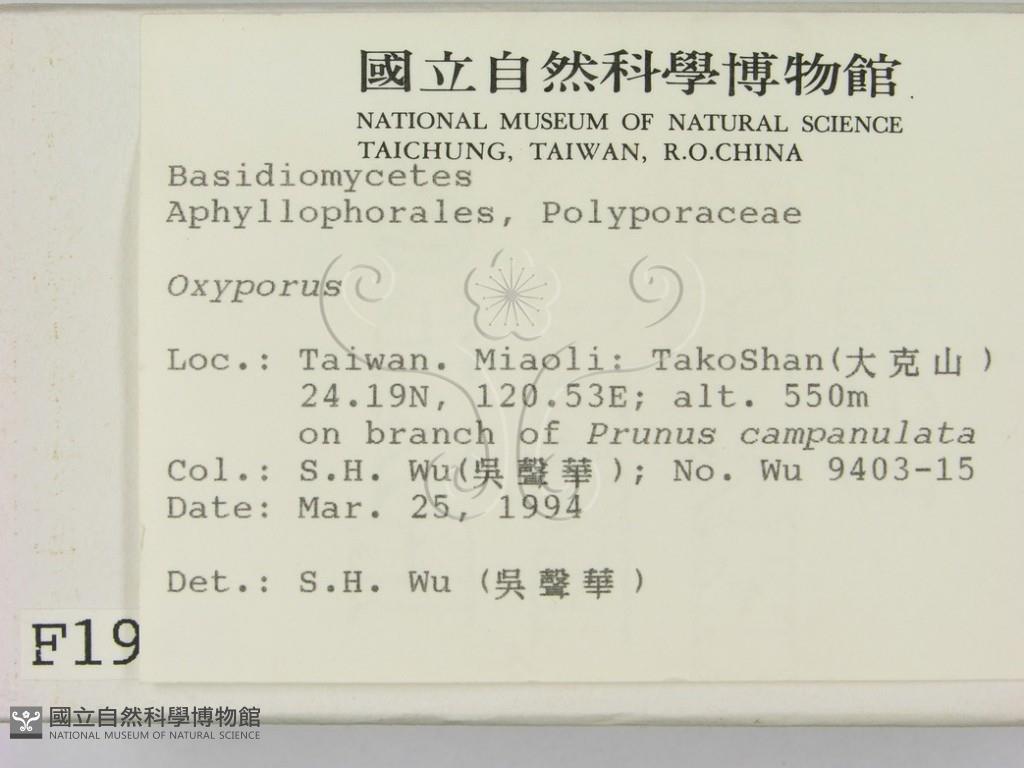 國立自然科學博物館
NATIONAL MUSEUM OF NATURAL SCIENCE
TAICHUNG, TAIWAN, R.O.CHINA
Basidiomycetes
Aphyllophorales, Polyporaceae
Oxyporus
Loc.: Taiwan. Miaoli: TakoShan(大克山)
24.19N, 120.53E; alt. 550m
on branch of Prunus campanulata
Col.: S.H. Wu(吳聲華); No. Wu 9403-15
Date: Mar. 25, 1994
Det.: S.H. Wu (吳聲華)
F19
國立自然科學博物館
NATIONAL MUSEUM OF NATURAL SCIENCE